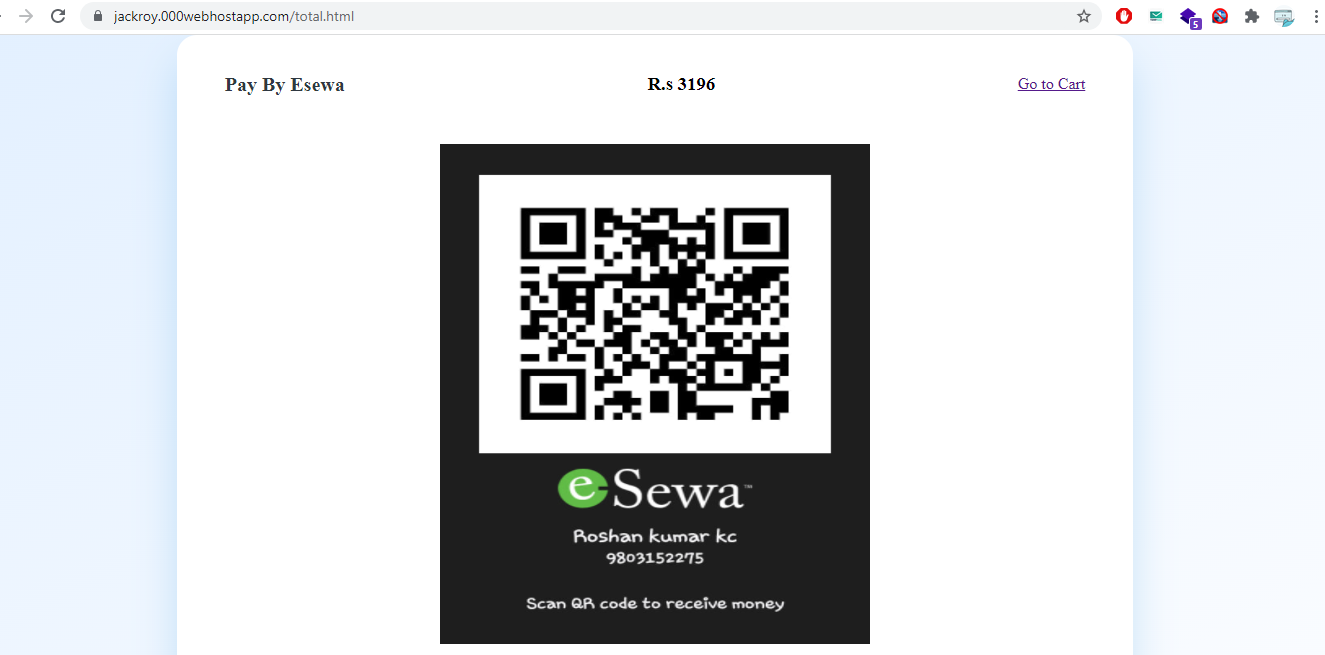 jackroy.000webhostapp.com/total.html
5
Pay By Esewa
R.s 3196
Go to Cart
eSewa™
Roshan kumar kc
9803152275
Scan QR code to receive money